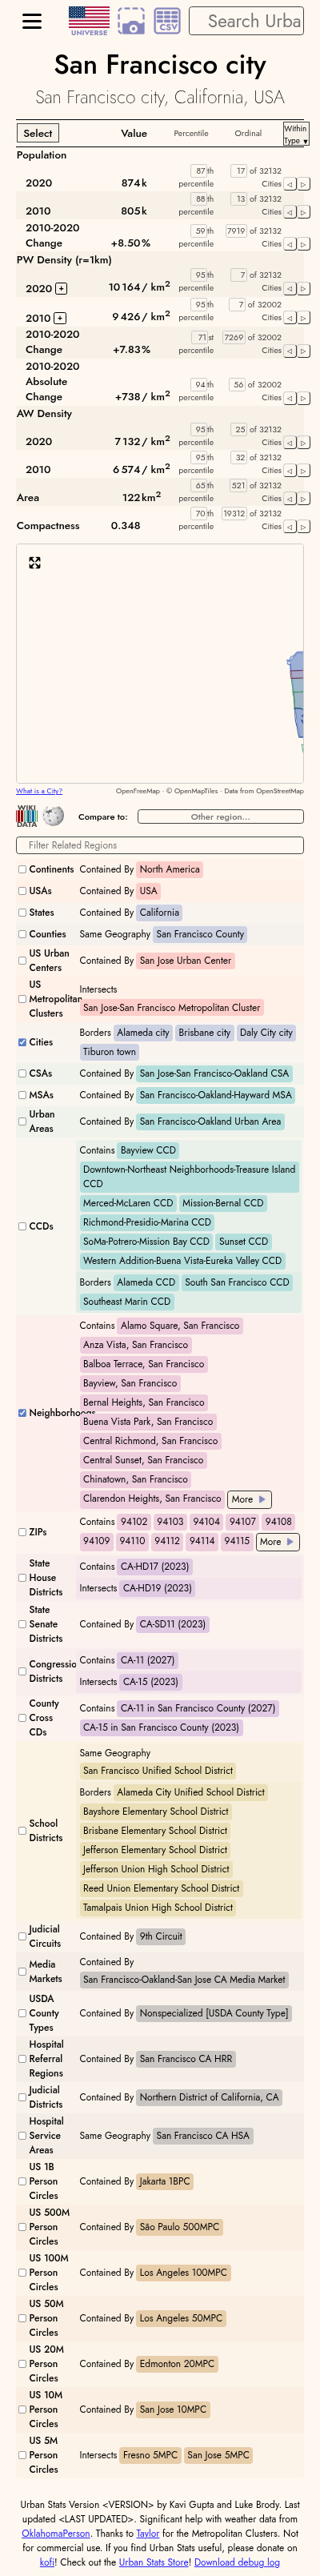 UNIVERSE
CSV
Search Urba
San Francisco city
San Francisco city, California, USA
Select Value Percentile Ordinal Within Type ▼
Population
2020 874k 87th percentile 17 of 32132 Cities ◁ ▷
2010 805k 88th percentile 13 of 32132 Cities ◁ ▷
2010-2020 Change +8.50% 59th percentile 7919 of 32132 Cities ◁ ▷
PW Density (r=1km)
2020 + 10 164 / km2 95th percentile 7 of 32132 Cities ◁ ▷
2010 + 9 426 / km2 95th percentile 7 of 32002 Cities ◁ ▷
2010-2020 Change +7.83% 71st percentile 7269 of 32002 Cities ◁ ▷
2010-2020 Absolute Change +738 / km2 94th percentile 56 of 32002 Cities ◁ ▷
AW Density
2020 7 132 / km2 95th percentile 25 of 32132 Cities ◁ ▷
2010 6 574 / km2 95th percentile 32 of 32132 Cities ◁ ▷
Area 122km2 65th percentile 521 of 32132 Cities ◁ ▷
Compactness 0.348 70th percentile 19312 of 32132 Cities ◁ ▷
What is a City? OpenFreeMap · © OpenMapTiles · Data from OpenStreetMap
WIKI DATA Compare to: Other region...
Filter Related Regions
Continents Contained By North America
USAs Contained By USA
States Contained By California
Counties Same Geography San Francisco County
US Urban Centers Contained By San Jose Urban Center
US Metropolitan Clusters Intersects San Jose-San Francisco Metropolitan Cluster
Cities Borders Alameda city Brisbane city Daly City city
Tiburon town
CSAs Contained By San Jose-San Francisco-Oakland CSA
MSAs Contained By San Francisco-Oakland-Hayward MSA
Urban Areas Contained By San Francisco-Oakland Urban Area
CCDs Contains Bayview CCD
Downtown-Northeast Neighborhoods-Treasure Island CCD
Merced-McLaren CCD Mission-Bernal CCD
Richmond-Presidio-Marina CCD
SoMa-Potrero-Mission Bay CCD Sunset CCD
Western Addition-Buena Vista-Eureka Valley CCD
Borders Alameda CCD South San Francisco CCD
Southeast Marin CCD
Neighborhoods Contains Alamo Square, San Francisco
Anza Vista, San Francisco
Balboa Terrace, San Francisco
Bayview, San Francisco
Bernal Heights, San Francisco
Buena Vista Park, San Francisco
Central Richmond, San Francisco
Central Sunset, San Francisco
Chinatown, San Francisco
Clarendon Heights, San Francisco More ▶
ZIPs Contains 94102 94103 94104 94107 94108
94109 94110 94112 94114 94115 More ▶
State House Districts Contains CA-HD17 (2023)
Intersects CA-HD19 (2023)
State Senate Districts Contained By CA-SD11 (2023)
Congressio Districts Contains CA-11 (2027)
Intersects CA-15 (2023)
County Cross CDs Contains CA-11 in San Francisco County (2027)
CA-15 in San Francisco County (2023)
School Districts Same Geography
San Francisco Unified School District
Borders Alameda City Unified School District
Bayshore Elementary School District
Brisbane Elementary School District
Jefferson Elementary School District
Jefferson Union High School District
Reed Union Elementary School District
Tamalpais Union High School District
Judicial Circuits Contained By 9th Circuit
Media Markets Contained By San Francisco-Oakland-San Jose CA Media Market
USDA County Types Contained By Nonspecialized [USDA County Type]
Hospital Referral Regions Contained By San Francisco CA HRR
Judicial Districts Contained By Northern District of California, CA
Hospital Service Areas Same Geography San Francisco CA HSA
US 1B Person Circles Contained By Jakarta 1BPC
US 500M Person Circles Contained By São Paulo 500MPC
US 100M Person Circles Contained By Los Angeles 100MPC
US 50M Person Circles Contained By Los Angeles 50MPC
US 20M Person Circles Contained By Edmonton 20MPC
US 10M Person Circles Contained By San Jose 10MPC
US 5M Person Circles Intersects Fresno 5MPC San Jose 5MPC
Urban Stats Version <VERSION> by Kavi Gupta and Luke Brody. Last
updated <LAST UPDATED>. Significant help with weather data from
OklahomaPerson. Thanks to Taylor for the Metropolitan Clusters. Not
for commercial use. If you find Urban Stats useful, please donate on
kofi! Check out the Urban Stats Store! Download debug log